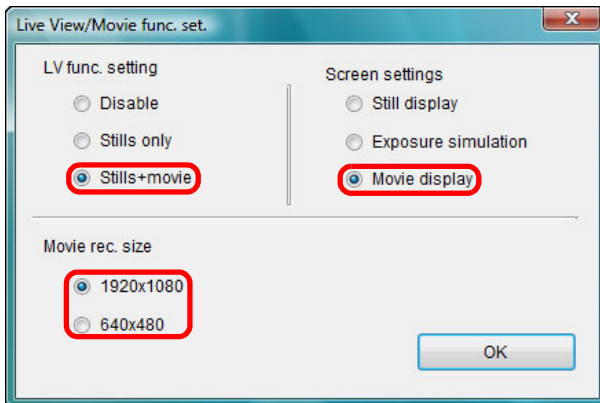 Live View/Movie func. set.
LV func. setting
Disable
Stills only
Stills+movie
Screen settings
Still display
Exposure simulation
Movie display
Movie rec. size
1920x1080
640x480
OK